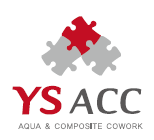 YS ACC
AQUA & COMPOSITE COWORK